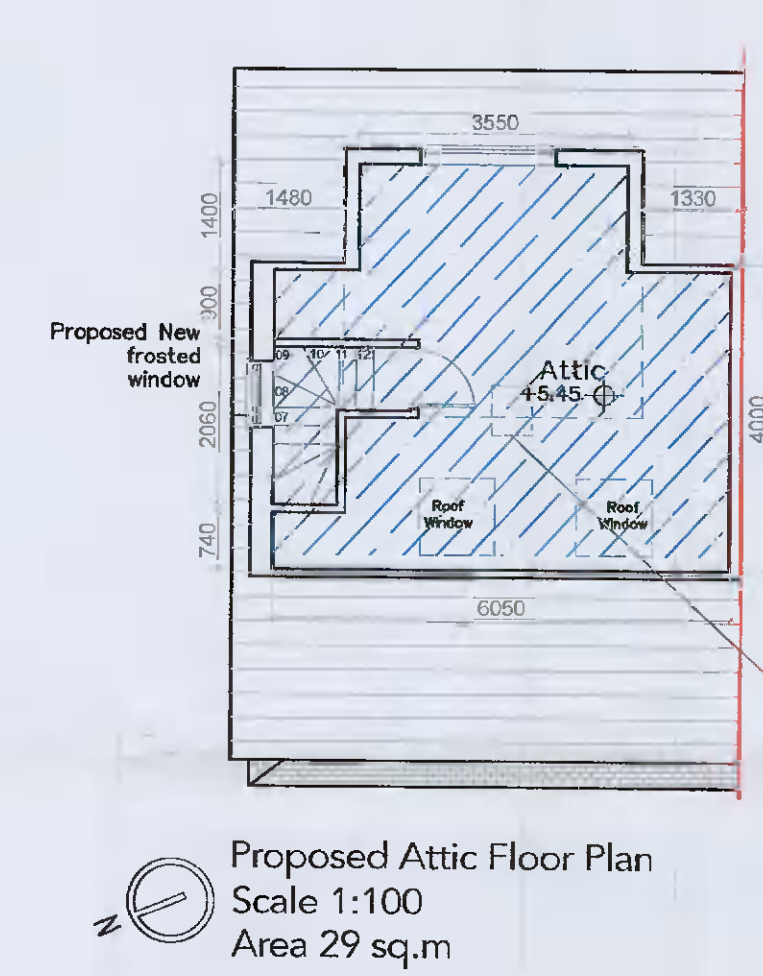 3550
1480
1330
1400
900
Proposed New
frosted
window
09 10 11 12
08
07
Attic
+5.45
2060
4000
Roof
Window
Roof
Window
740
6050
Proposed Attic Floor Plan
Scale 1:100
Area 29 sq.m
N